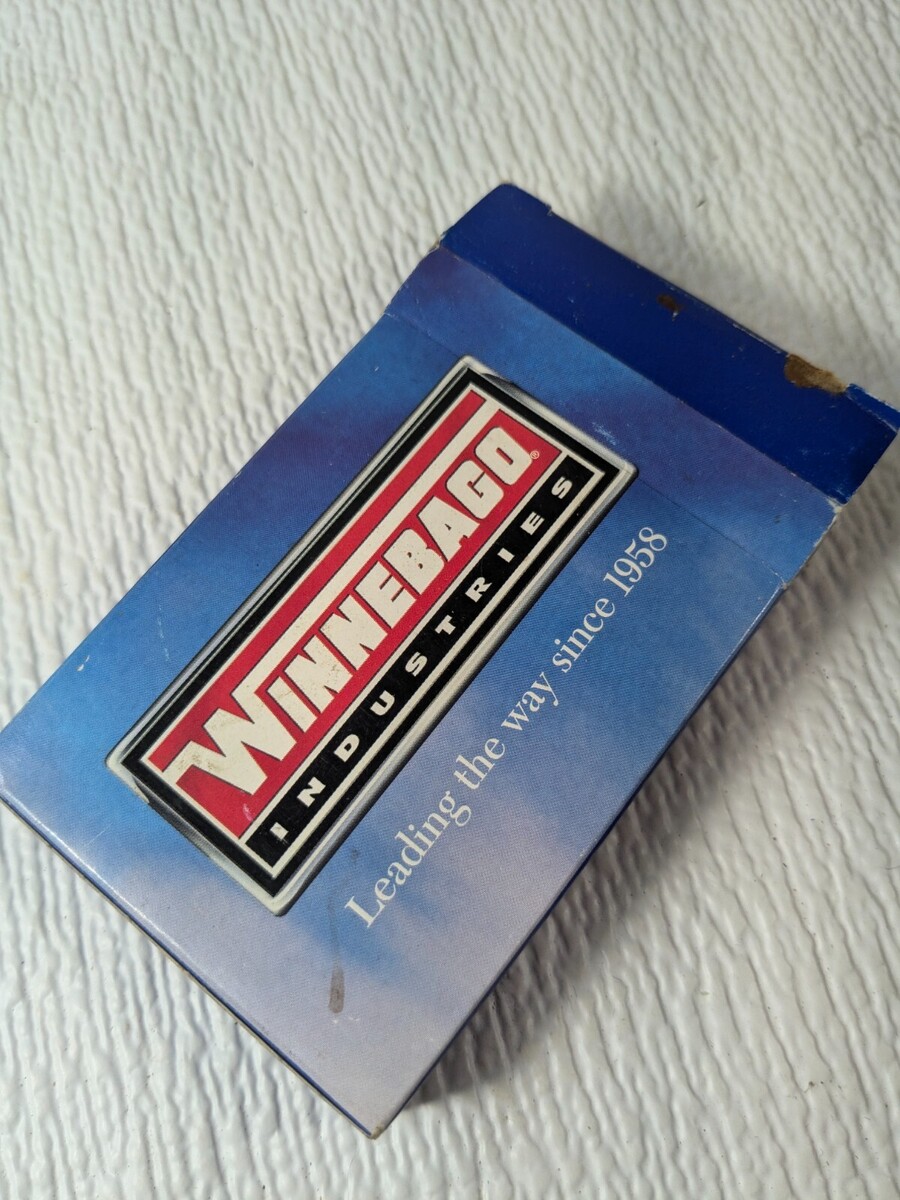 WINNEBAGO®
INDUSTRIES
Leading the way since 1958